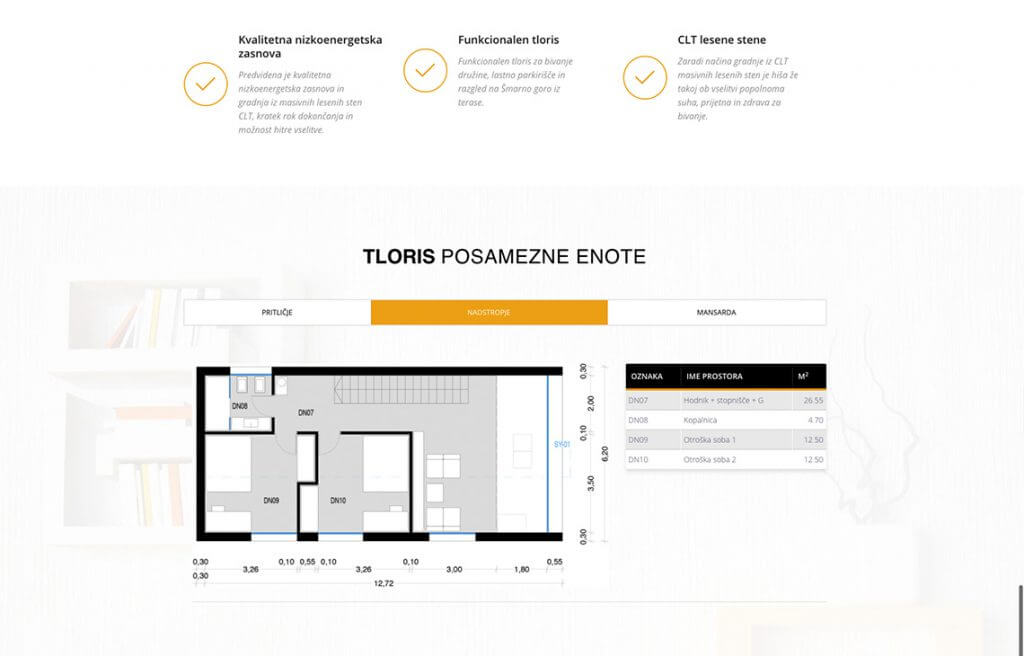 Kvalitetna nizkoenergetska
zasnova
Predvidena je kvalitetna
nizkoenergetska zasnova in
gradnja iz masivnih lesenih sten
CLT, kratek rok dokončanja in
možnost hitre vselitve.
Funkcionalen tloris
Funkcionalen tloris za bivanje
družine, lastno parkirišče in
razgled na Šmarno goro iz
terase.
CLT lesene stene
Zaradi načina gradnje iz CLT
masivnih lesenih sten je hiša že
takoj ob vselitvi popolnoma
suha, prijetna in zdrava za
bivanje.
TLORIS POSAMEZNE ENOTE
PRITLIČJE NADSTROPJE MANSARDA
DN08
DN07
DN09
DN10
SY-01
0,30
2,00
0,10
6,20
3,50
0,30
0,30 0,10 0,55 0,10 0,10 0,55
3,26 3,26 3,00 1,80
0,30
12,72
OZNAKA IME PROSTORA M²
DN07 Hodnik + stopnišče + G 26.55
DN08 Kopalnica 4.70
DN09 Otroška soba 1 12.50
DN10 Otroška soba 2 12.50